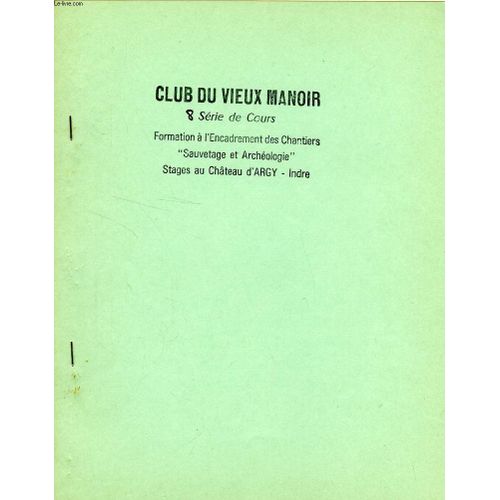 Le-livre.com
CLUB DU VIEUX MANOIR
8 Série de Cours
Formation à l'Encadrement des Chantiers
"Sauvetage et Archéologie"
Stages au Château d'ARGY - Indre